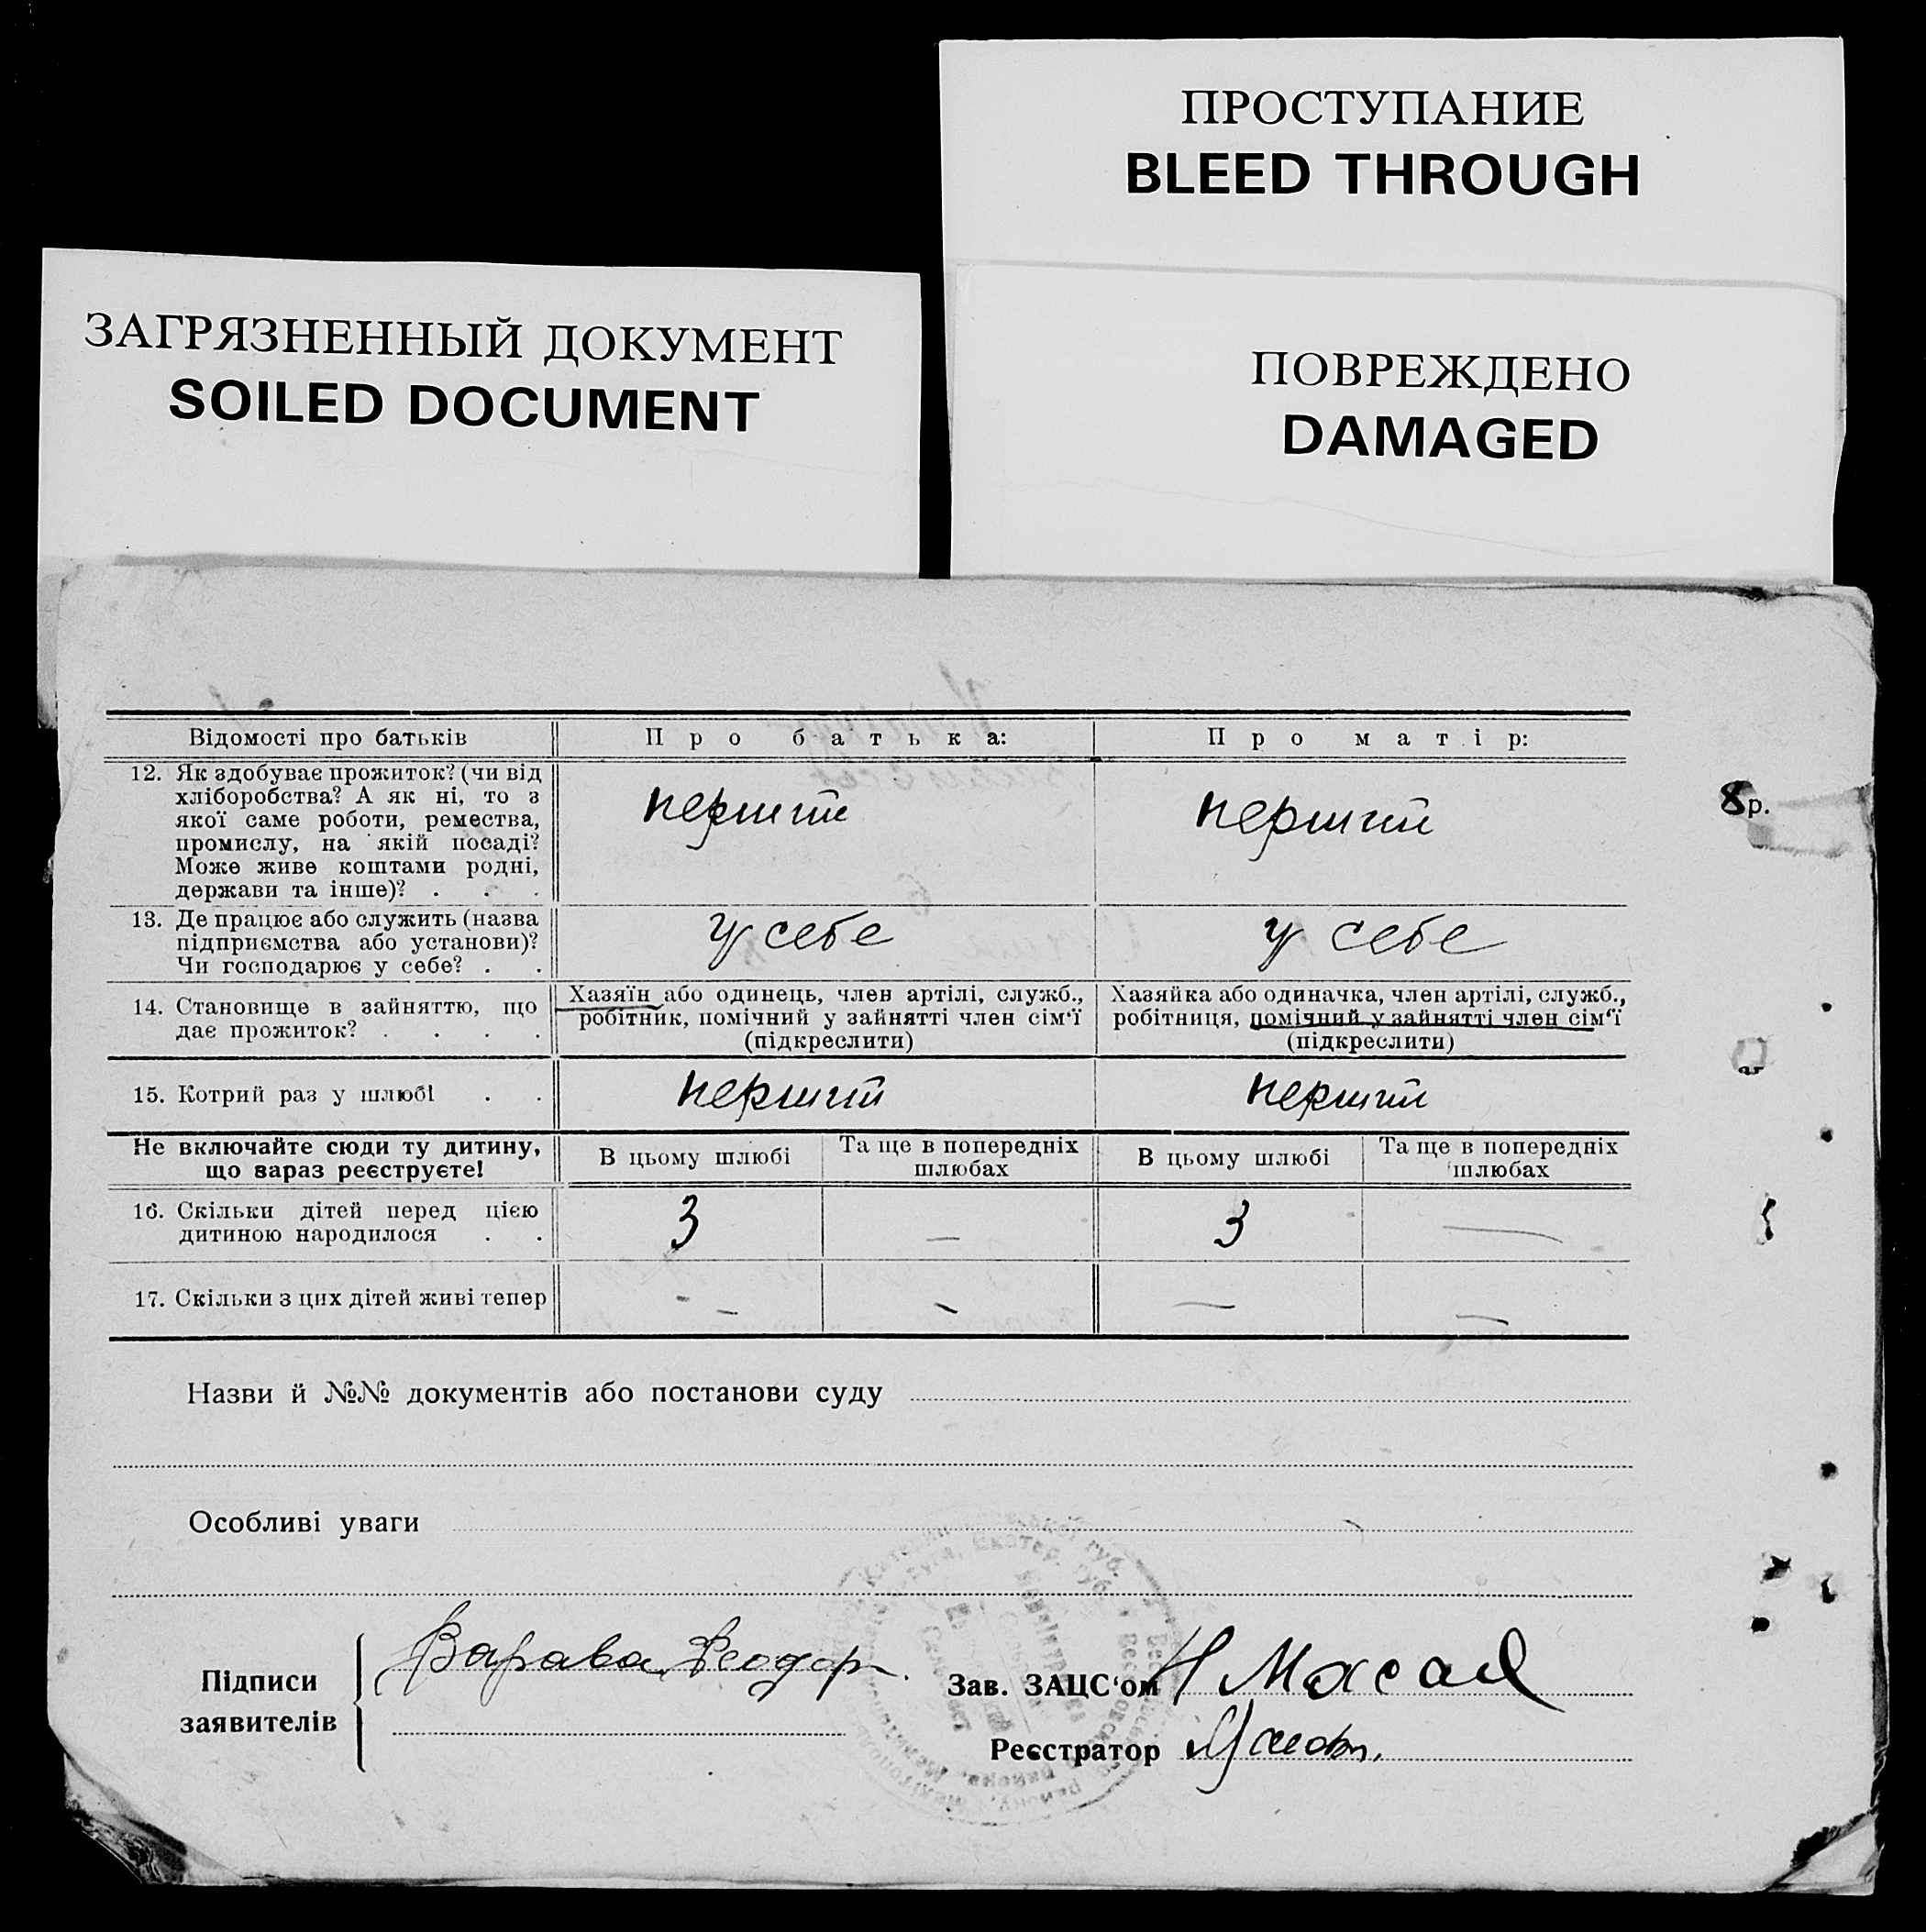 ПРОСТУПАНИЕ
BLEED THROUGH
ЗАГРЯЗНЕННЫЙ ДОКУМЕНТ
SOILED DOCUMENT
ПОВРЕЖДЕНО
DAMAGED
Відомості про батьків
Про батька:
Про матір:
12. Як здобуває прожиток? (чи від
хліборобства? А як ні, то з
якої саме роботи, ремества,
промислу, на якій посаді?
Може живе коштами родні,
держави та інше)? . . .
перший
перший
8р.
13. Де працює або служить (назва
підприємства або установи)?
Чи господарює у себе? . .
у себе
у себе
14. Становище в зайняттю, що
дає прожиток? . . . .
Хазяїн або одинець, член артілі, служб.,
робітник, помічний у зайнятті член сім'ї
(підкреслити)
Хазяйка або одиначка, член артілі, служб.,
робітниця, помічний у зайнятті член сім'ї
(підкреслити)
15. Котрий раз у шлюбі . .
перший
перший
Не включайте сюди ту дитину,
що зараз реєструєте!
В цьому шлюбі
Та ще в попередніх
шлюбах
В цьому шлюбі
Та ще в попередніх
шлюбах
16. Скільки дітей перед цією
дитиною народилося . .
3
—
3
—
17. Скільки з цих дітей живі тепер
- -
-
—
—
Назви й №№ документів або постанови суду
Особливі уваги
Підписи
заявителів
Варава Феодор.
Зав. ЗАЦС'ом
Реєстратор